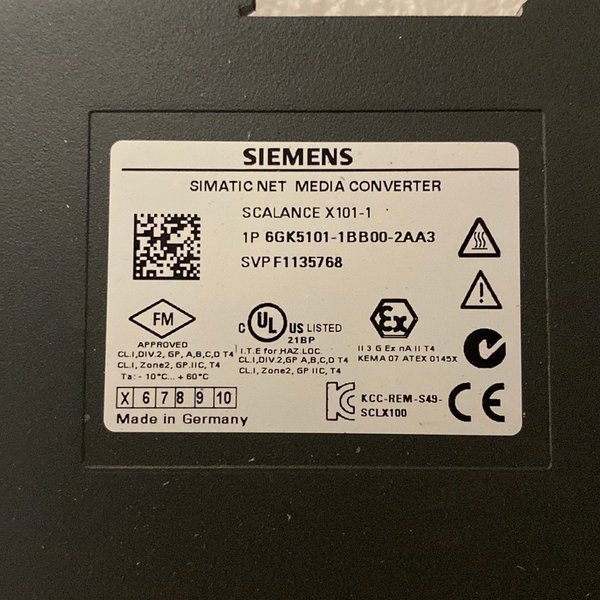 SIEMENS
SIMATIC NET MEDIA CONVERTER
SCALANCE X101-1
1P 6GK5101-1BB00-2AA3
SVP F1135768
FM
APPROVED
CL.I,DIV.2, GP A,B,C,D T4
CL.I, Zone2, GP.IIC, T4
Ta: - 10°C... + 60°C
C UL US LISTED
21BP
I.T.E for HAZ.LOC.
CL.I,DIV.2,GP A,B,C,D T4
CL.I, Zone2, GP IIC, T4
Ex
II 3 G Ex nA II T4
KEMA 07 ATEX 0145X
X 6 7 8 9 10
Made in Germany
KCC-REM-S49-
SCLX100
CE